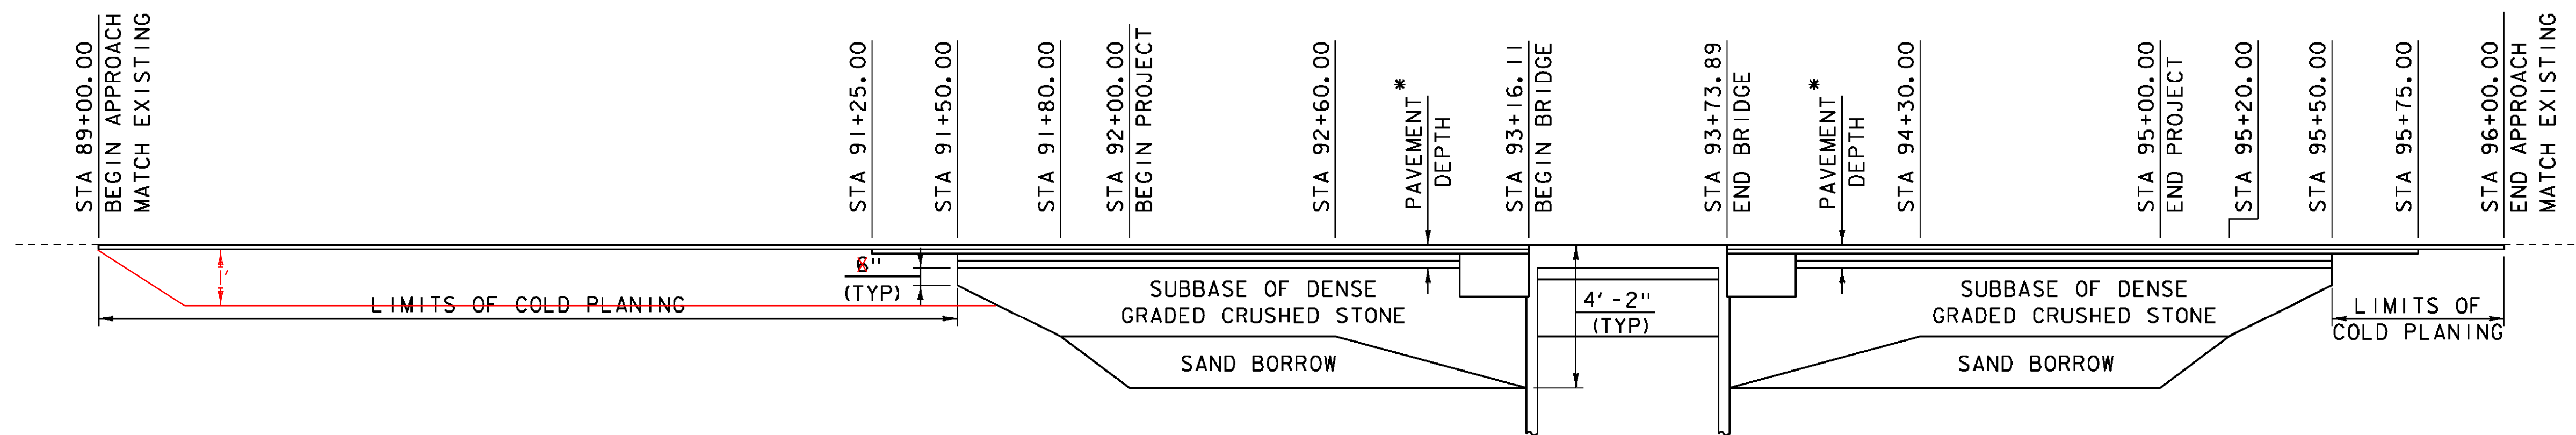 STA 89+00.00
BEGIN APPROACH
MATCH EXISTING
STA 91+25.00
STA 91+50.00
STA 91+80.00
STA 92+00.00
BEGIN PROJECT
STA 92+60.00
PAVEMENT*
DEPTH
STA 93+16.11
BEGIN BRIDGE
STA 93+73.89
END BRIDGE
PAVEMENT*
DEPTH
STA 94+30.00
STA 95+00.00
END PROJECT
STA 95+20.00
STA 95+50.00
STA 95+75.00
STA 96+00.00
END APPROACH
MATCH EXISTING
1'
6"
(TYP)
LIMITS OF COLD PLANING
SUBBASE OF DENSE
GRADED CRUSHED STONE
SAND BORROW
4'-2"
(TYP)
SUBBASE OF DENSE
GRADED CRUSHED STONE
SAND BORROW
LIMITS OF
COLD PLANING